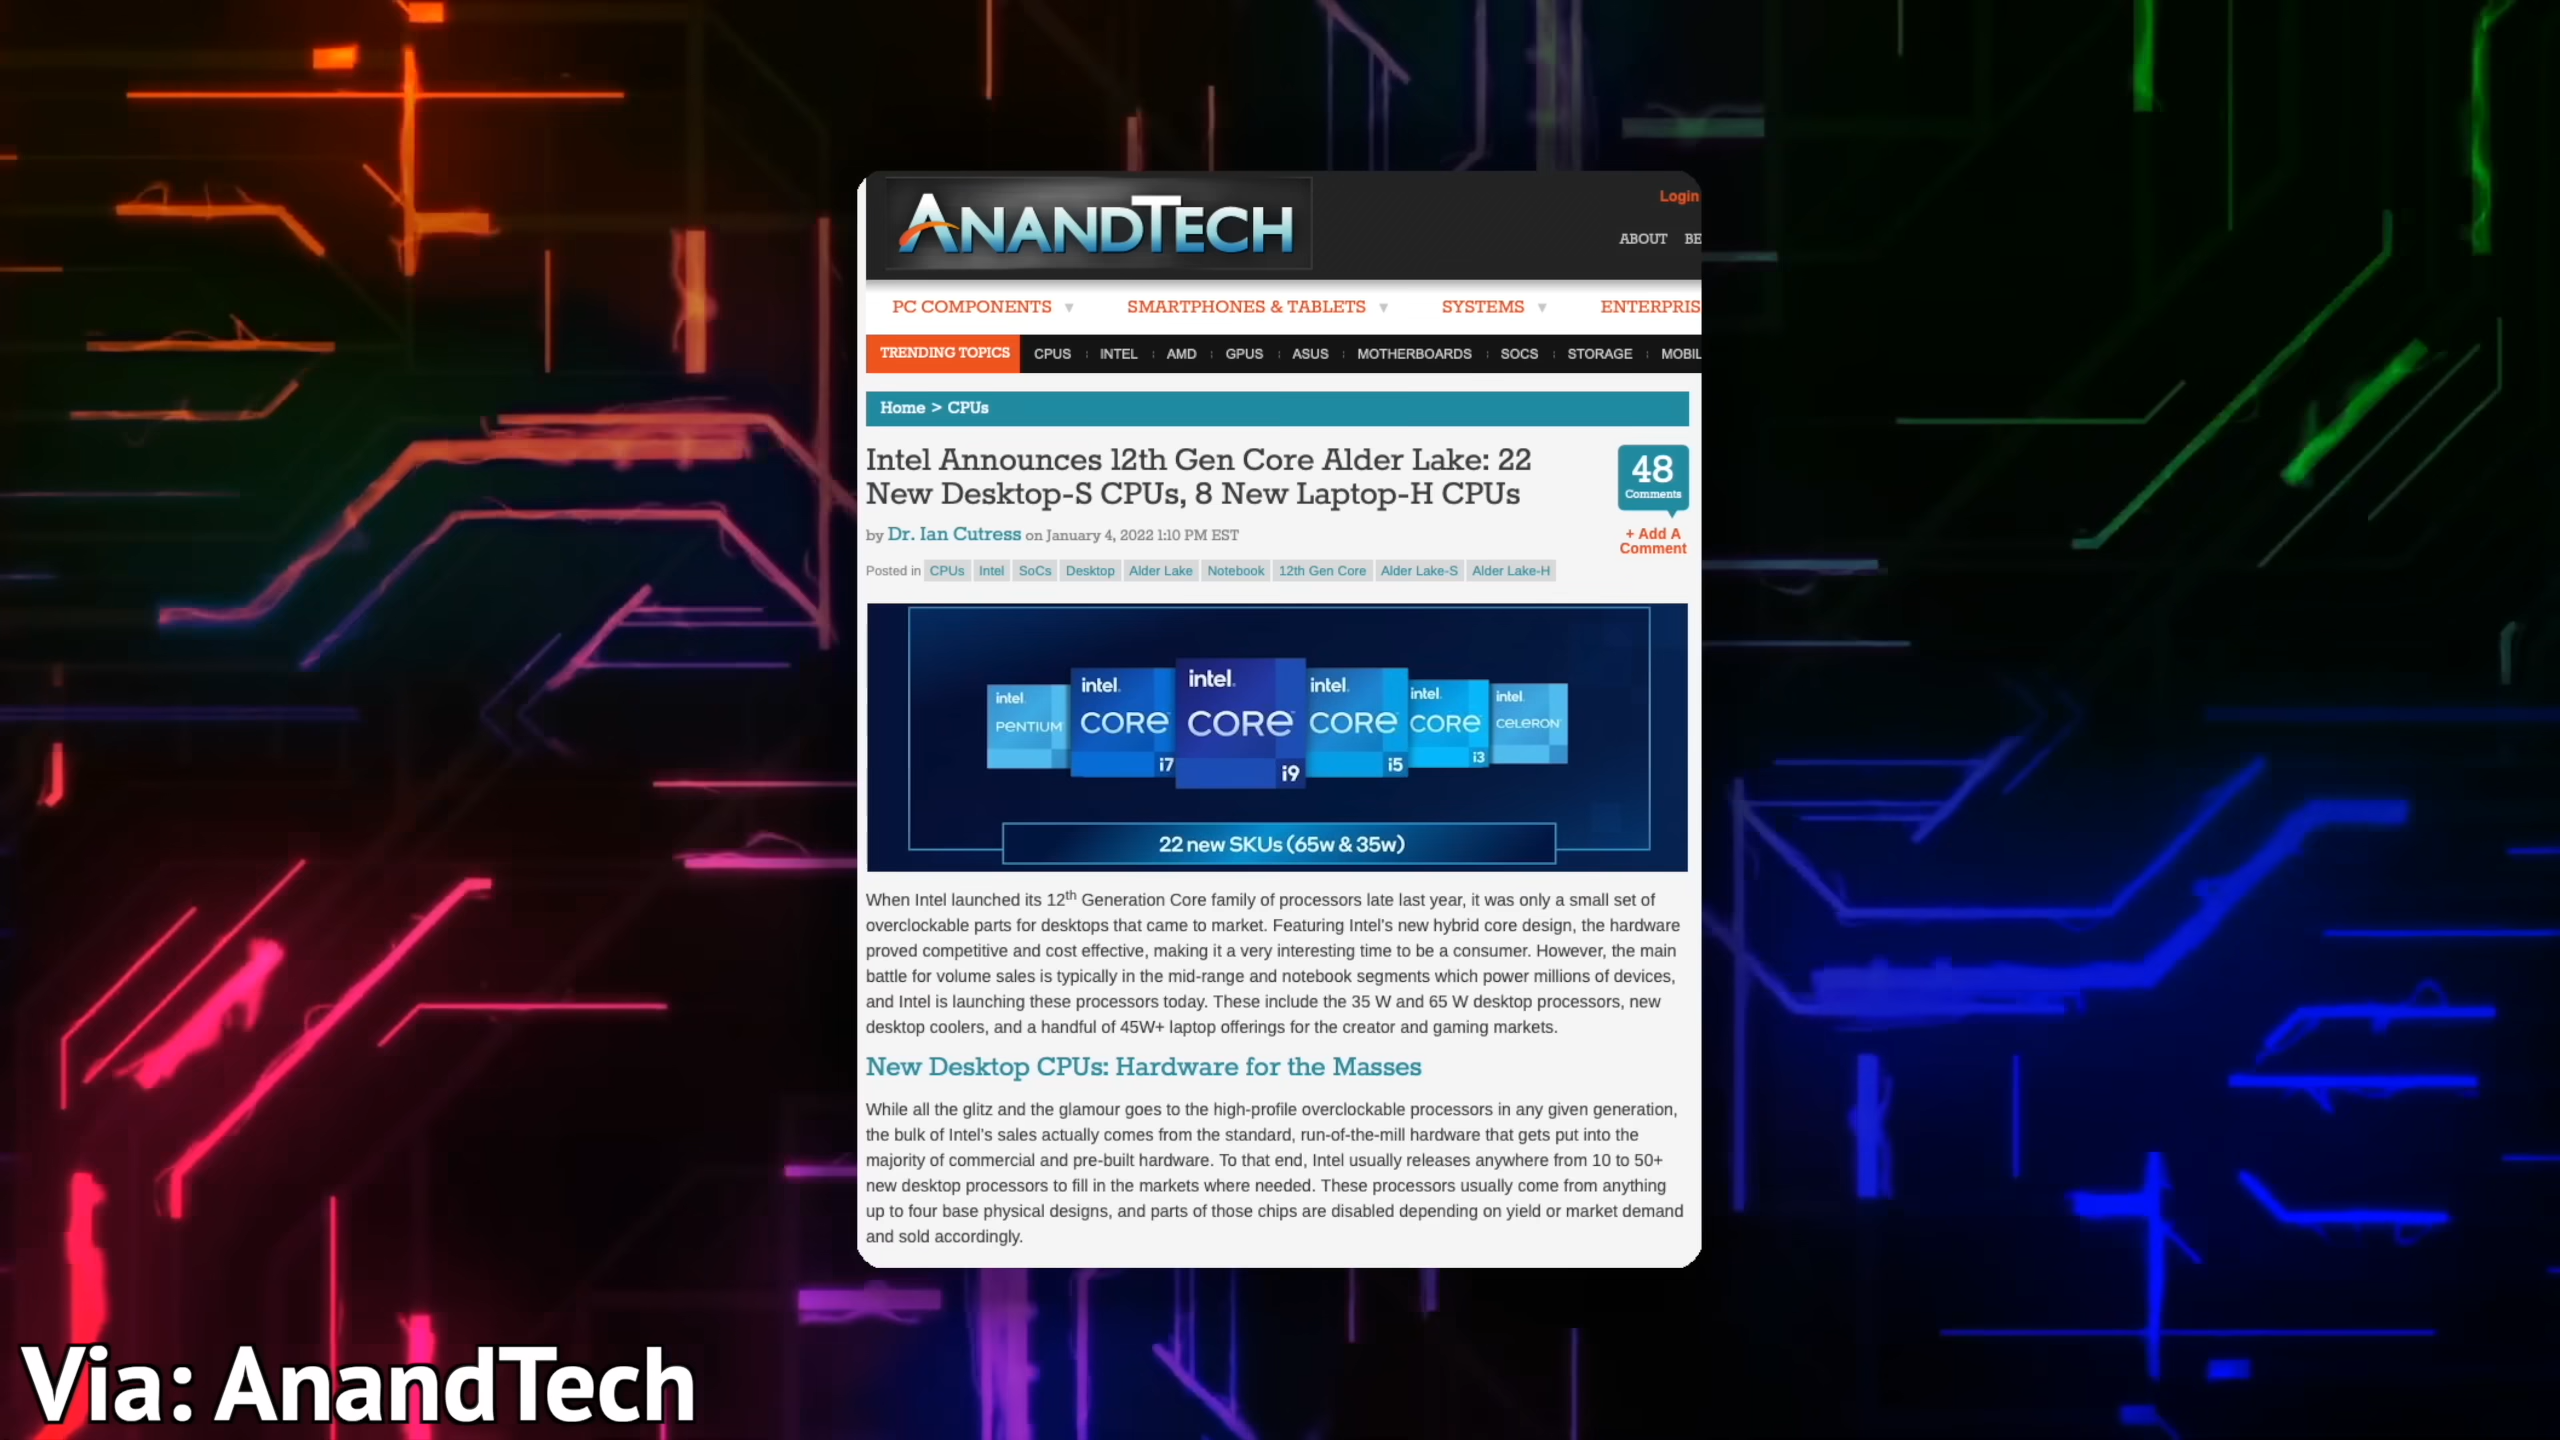 ANANDTECH
Login
ABOUT BE
PC COMPONENTS SMARTPHONES & TABLETS SYSTEMS ENTERPRIS
TRENDING TOPICS CPUS INTEL AMD GPUS ASUS MOTHERBOARDS SOCS STORAGE MOBIL
Home > CPUs
Intel Announces 12th Gen Core Alder Lake: 22
New Desktop-S CPUs, 8 New Laptop-H CPUs
48
Comments
by Dr. Ian Cutress on January 4, 2022 1:10 PM EST
+ Add A
Comment
Posted in CPUs Intel SoCs Desktop Alder Lake Notebook 12th Gen Core Alder Lake-S Alder Lake-H
intel. PENTIUM
intel. CORE i7
intel. CORE i9
intel. CORE i5
intel. CORE i3
intel. CELERON
22 new SKUs (65w & 35w)
When Intel launched its 12th Generation Core family of processors late last year, it was only a small set of
overclockable parts for desktops that came to market. Featuring Intel's new hybrid core design, the hardware
proved competitive and cost effective, making it a very interesting time to be a consumer. However, the main
battle for volume sales is typically in the mid-range and notebook segments which power millions of devices,
and Intel is launching these processors today. These include the 35 W and 65 W desktop processors, new
desktop coolers, and a handful of 45W+ laptop offerings for the creator and gaming markets.
New Desktop CPUs: Hardware for the Masses
While all the glitz and the glamour goes to the high-profile overclockable processors in any given generation,
the bulk of Intel's sales actually comes from the standard, run-of-the-mill hardware that gets put into the
majority of commercial and pre-built hardware. To that end, Intel usually releases anywhere from 10 to 50+
new desktop processors to fill in the markets where needed. These processors usually come from anything
up to four base physical designs, and parts of those chips are disabled depending on yield or market demand
and sold accordingly.
Via: AnandTech